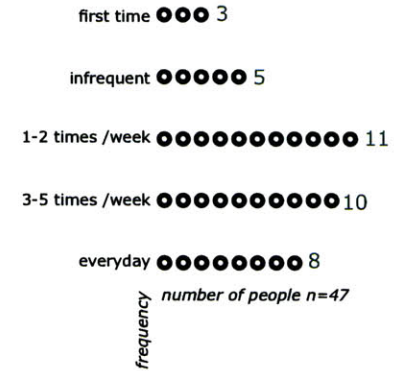 first time 3
infrequent 5
1-2 times /week 11
3-5 times /week 10
everyday 8
number of people n=47
frequency